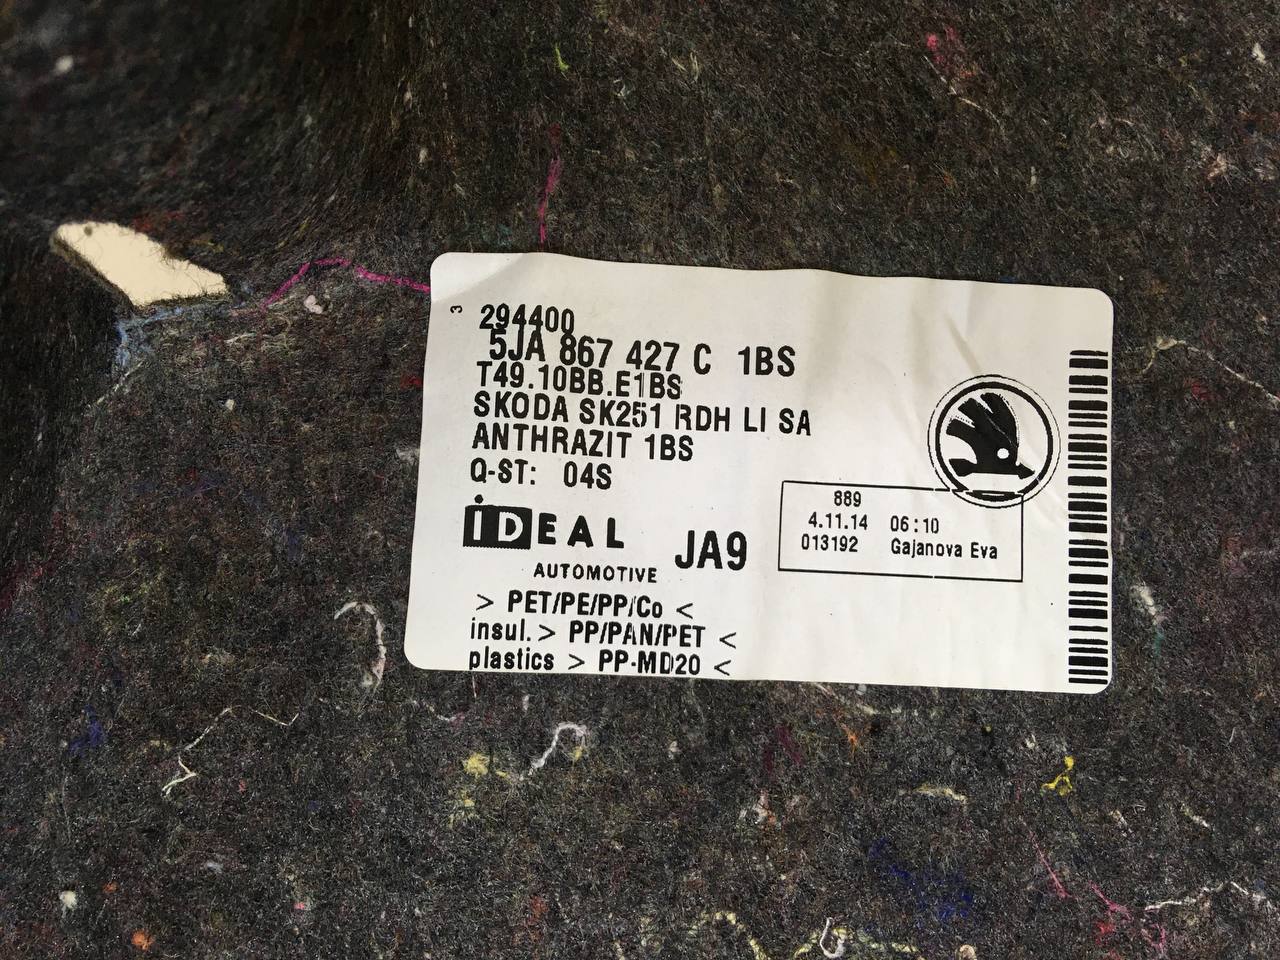 3
294400
5JA 867 427 C 1BS
T49.10BB.E1BS
SKODA SK251 RDH LI SA
ANTHRAZIT 1BS
Q-ST: 04S
iDEAL
AUTOMOTIVE
JA9
889
4.11.14 06:10
013192 Gajanova Eva
> PET/PE/PP/Co <
insul. > PP/PAN/PET <
plastics > PP-MD20 <